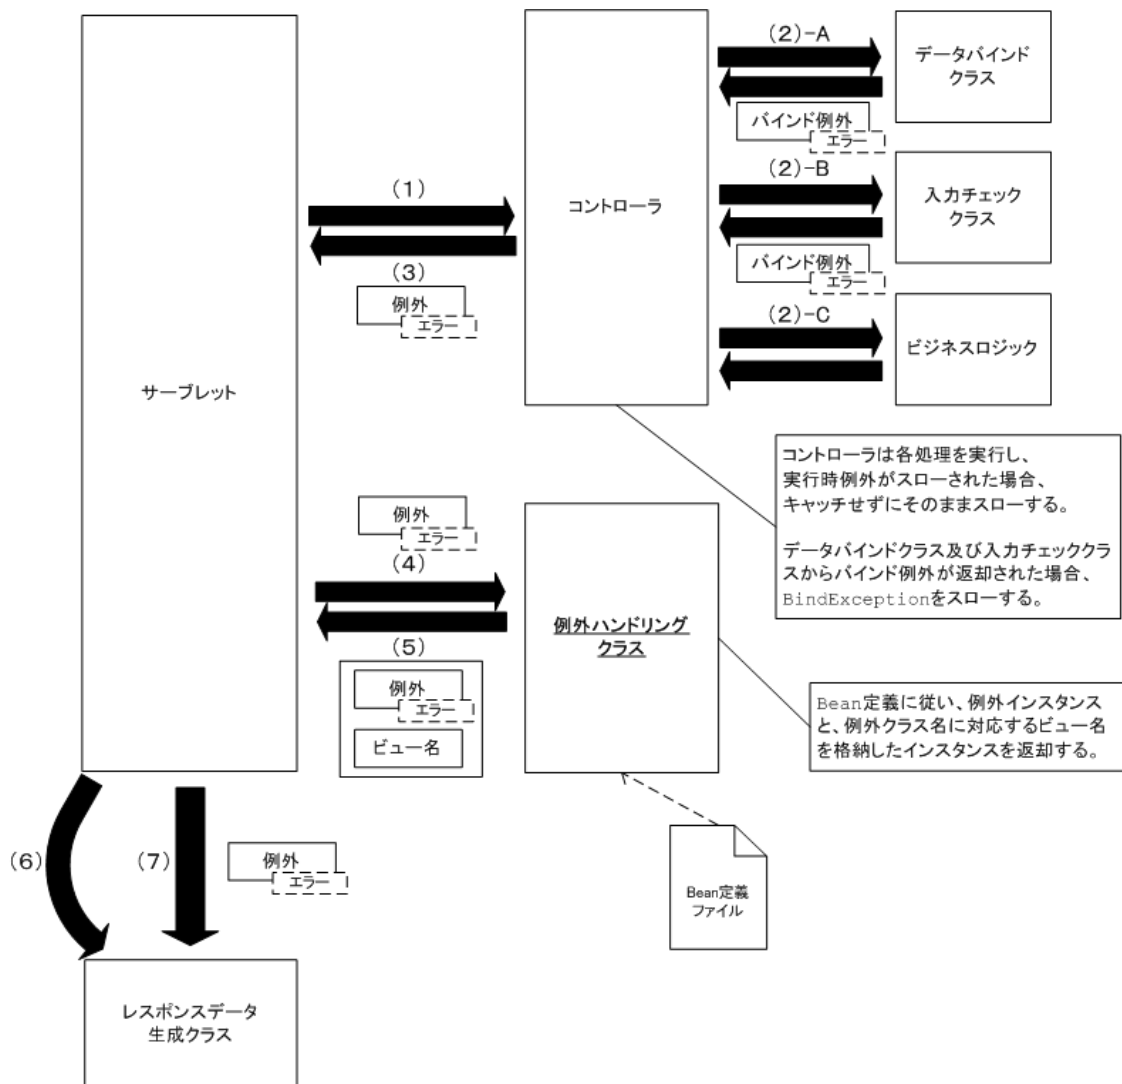 (2)-A
データバインド
クラス
バインド例外
エラー
(1)
コントローラ
(2)-B
入力チェック
クラス
バインド例外
エラー
(3)
例外
エラー
(2)-C
ビジネスロジック
サーブレット
コントローラは各処理を実行し、
実行時例外がスローされた場合、
キャッチせずにそのままスローする。
データバインドクラス及び入力チェッククラ
スからバインド例外が返却された場合、
BindExceptionをスローする。
例外
エラー
(4)
例外ハンドリング
クラス
(5)
例外
エラー
ビュー名
Bean定義に従い、例外インスタンス
と、例外クラス名に対応するビュー名
を格納したインスタンスを返却する。
(6)
(7)
例外
エラー
Bean定義
ファイル
レスポンスデータ
生成クラス